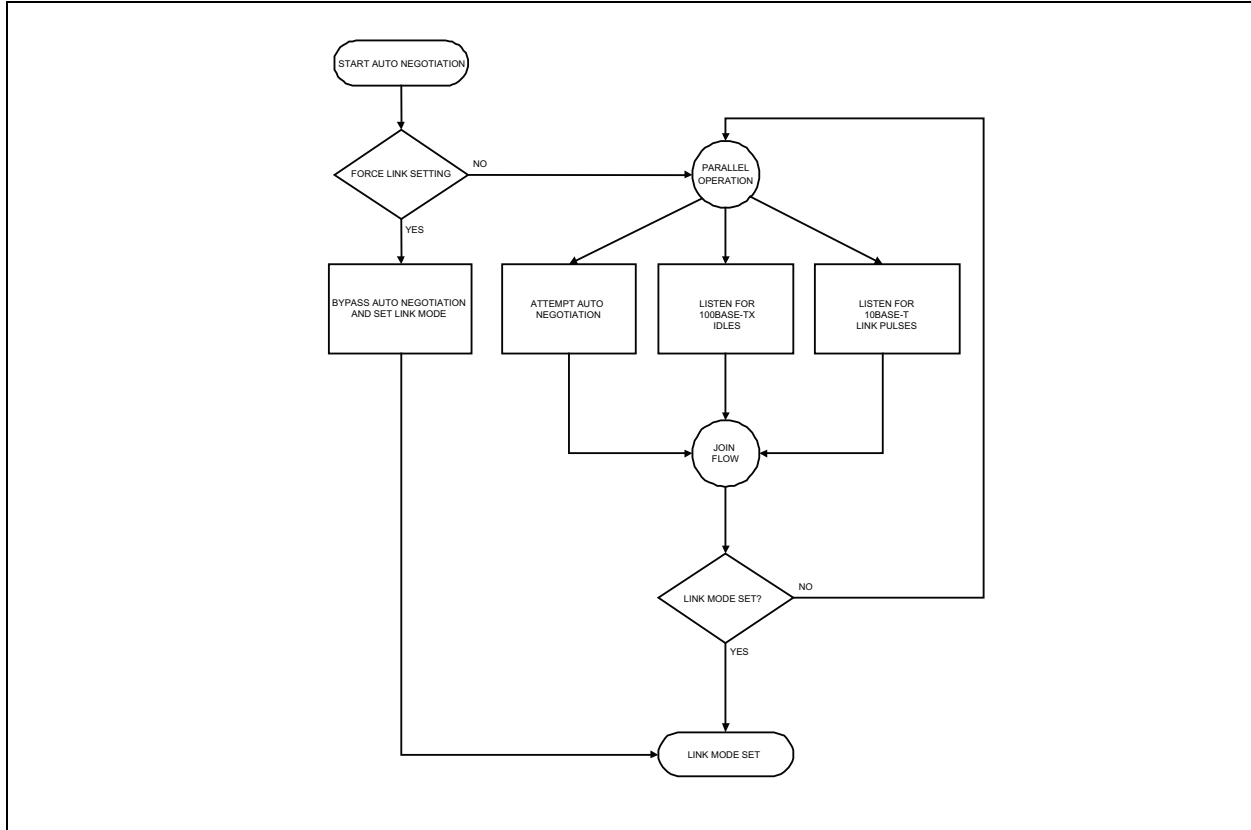 START AUTO NEGOTIATION
FORCE LINK SETTING
NO
PARALLEL
OPERATION
YES
BYPASS AUTO NEGOTIATION
AND SET LINK MODE
ATTEMPT AUTO
NEGOTIATION
LISTEN FOR
100BASE-TX
IDLES
LISTEN FOR
10BASE-T
LINK PULSES
JOIN
FLOW
LINK MODE SET?
NO
YES
LINK MODE SET